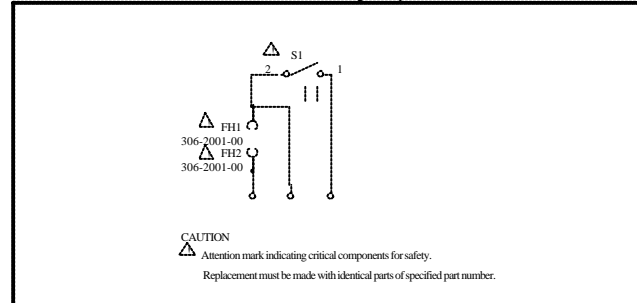 S1
2 1
FH1
306-2001-00
FH2
306-2001-00
CAUTION
Attention mark indicating critical components for safety.
Replacement must be made with identical parts of specified part number.